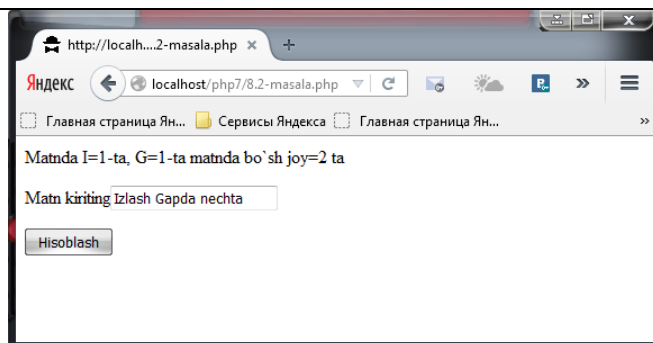 http://localh....2-masala.php × +
Яндекс localhost/php7/8.2-masala.php C »
Главная страница Ян... Сервисы Яндекса Главная страница Ян... »
Matnda I=1-ta, G=1-ta matnda bo`sh joy=2 ta
Matn kiriting Izlash Gapda nechta
Hisoblash